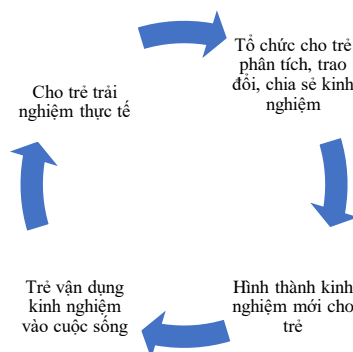 Cho trẻ trải
nghiệm thực tế
Tổ chức cho trẻ
phân tích, trao
đổi, chia sẻ kinh
nghiệm
Hình thành kinh
nghiệm mới cho
trẻ
Trẻ vận dụng
kinh nghiệm
vào cuộc sống